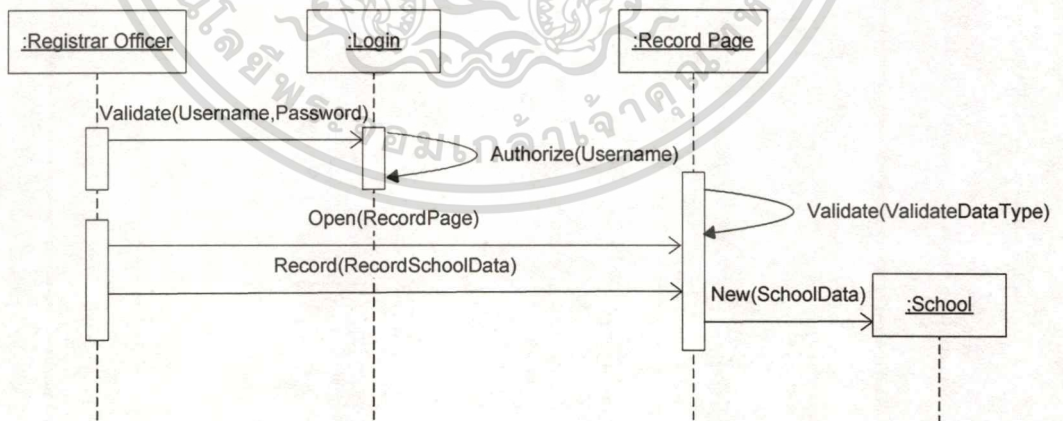 :Registrar Officer
:Login
:Record Page
Validate(Username,Password)
Authorize(Username)
Open(RecordPage)
Validate(ValidateDataType)
Record(RecordSchoolData)
New(SchoolData)
:School